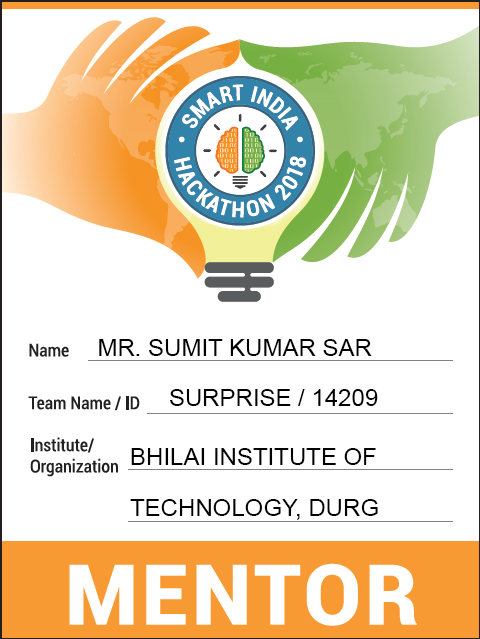 SMART INDIA
HACKATHON 2018
Name MR. SUMIT KUMAR SAR
Team Name / ID SURPRISE / 14209
Institute/
Organization BHILAI INSTITUTE OF
TECHNOLOGY, DURG
MENTOR